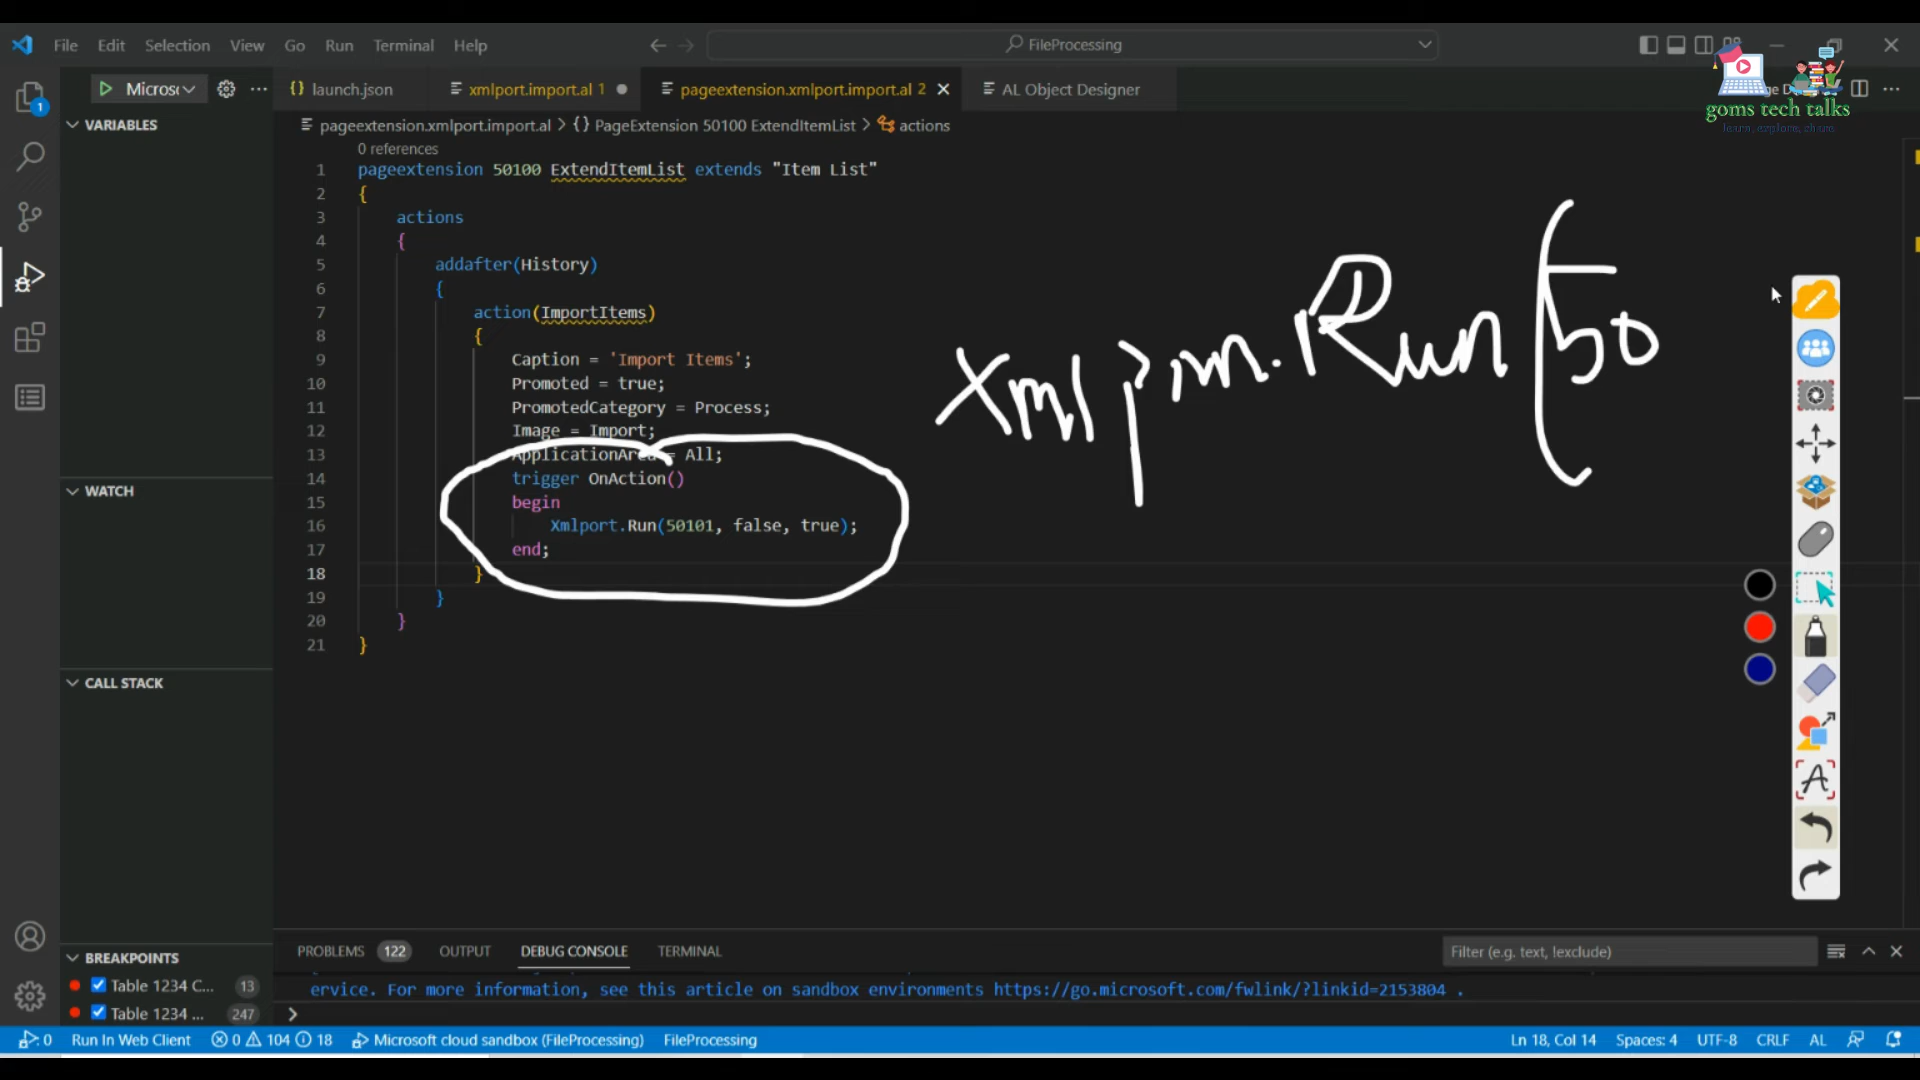 File Edit Selection View Go Run Terminal Help
FileProcessing
Micros
launch.json
xmlport.import.al 1
pageextension.xmlport.import.al 2
AL Object Designer
goms tech talks
learn, explore, share
VARIABLES
pageextension.xmlport.import.al > {} PageExtension 50100 ExtendItemList > actions
0 references
1 pageextension 50100 ExtendItemList extends "Item List"
2 {
3 actions
4 {
5 addafter(History)
6 {
7 action(ImportItems)
8 {
9 Caption = 'Import Items';
10 Promoted = true;
11 PromotedCategory = Process;
12 Image = Import;
13 ApplicationArea = All;
14 trigger OnAction()
15 begin
16 Xmlport.Run(50101, false, true);
17 end;
18 }
19 }
20 }
21 }
Run(50
WATCH
CALL STACK
BREAKPOINTS
Table 1234 C... 13
Table 1234 ... 247
PROBLEMS 122 OUTPUT DEBUG CONSOLE TERMINAL
Filter (e.g. text, !exclude)
ervice. For more information, see this article on sandbox environments https://go.microsoft.com/fwlink/?linkid=2153804 .
>
0 Run In Web Client 0 104 18 Microsoft cloud sandbox (FileProcessing) FileProcessing
Ln 18, Col 14 Spaces: 4 UTF-8 CRLF AL